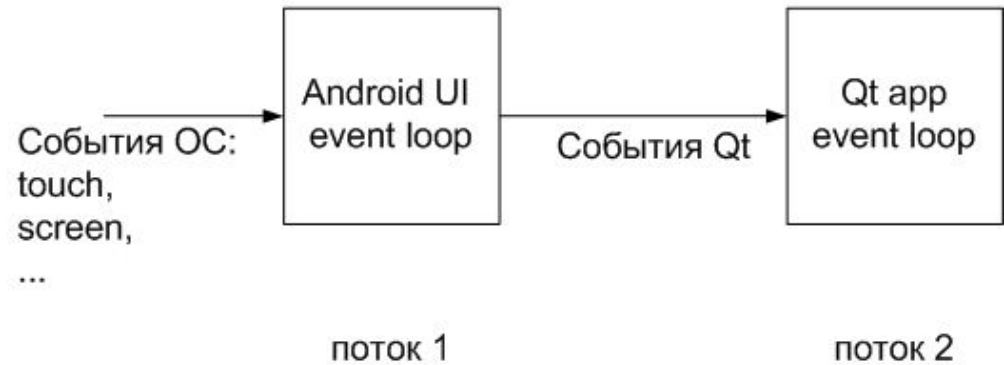 Android UI
event loop
Qt app
event loop
События ОС:
touch,
screen,
...
События Qt
поток 1
поток 2